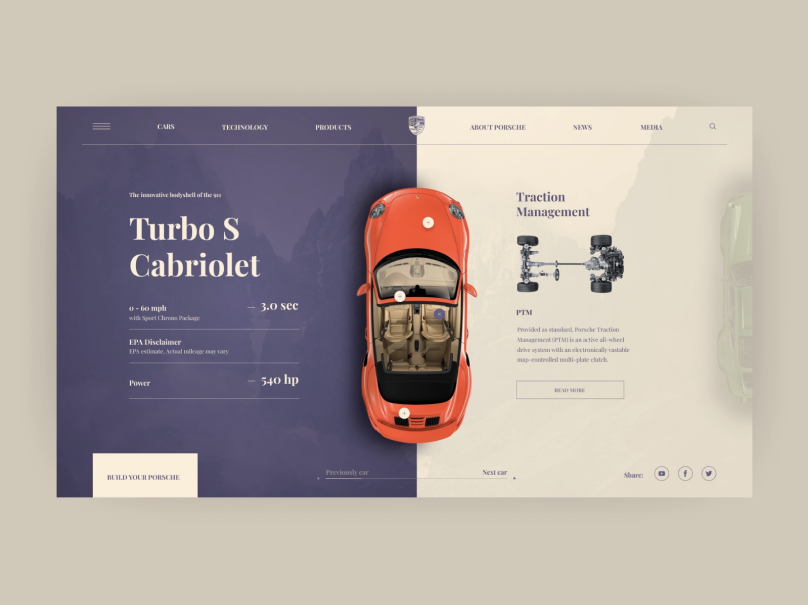 CARS
TECHNOLOGY
PRODUCTS
ABOUT PORSCHE
NEWS
MEDIA
The innovative bodyshell of the 911
Turbo S
Cabriolet
0 - 60 mph
— 3.0 sec
with Sport Chrono Package
EPA Disclaimer
EPA estimate, Actual mileage may vary
Power
— 540 hp
BUILD YOUR PORSCHE
Previously car
Next car
Traction
Management
PTM
Provided as standard, Porsche Traction
Management (PTM) is an active all-wheel
drive system with an electronically variable
map-controlled multi-plate clutch.
READ MORE
Share: